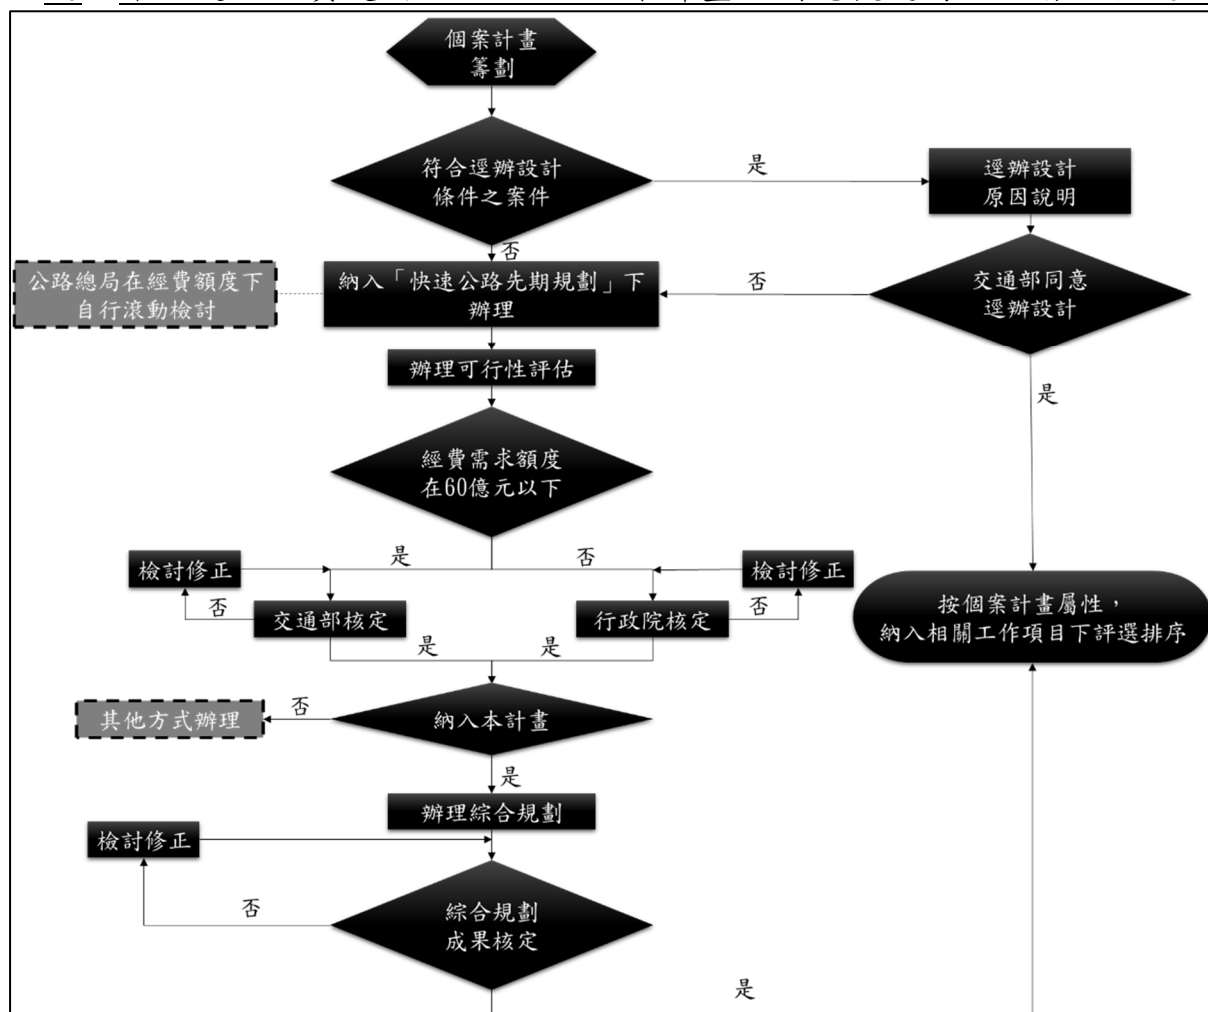 個案計畫
籌劃
符合逕辦設計
條件之案件
是
逕辦設計
原因說明
否
公路總局在經費額度下
自行滾動檢討
納入「快速公路先期規劃」下
辦理
否
交通部同意
逕辦設計
辦理可行性評估
是
經費需求額度
在60億元以下
是
否
檢討修正
檢討修正
否
交通部核定
行政院核定
否
按個案計畫屬性，
納入相關工作項目下評選排序
是
是
其他方式辦理
否
納入本計畫
是
辦理綜合規劃
檢討修正
否
綜合規劃
成果核定
是